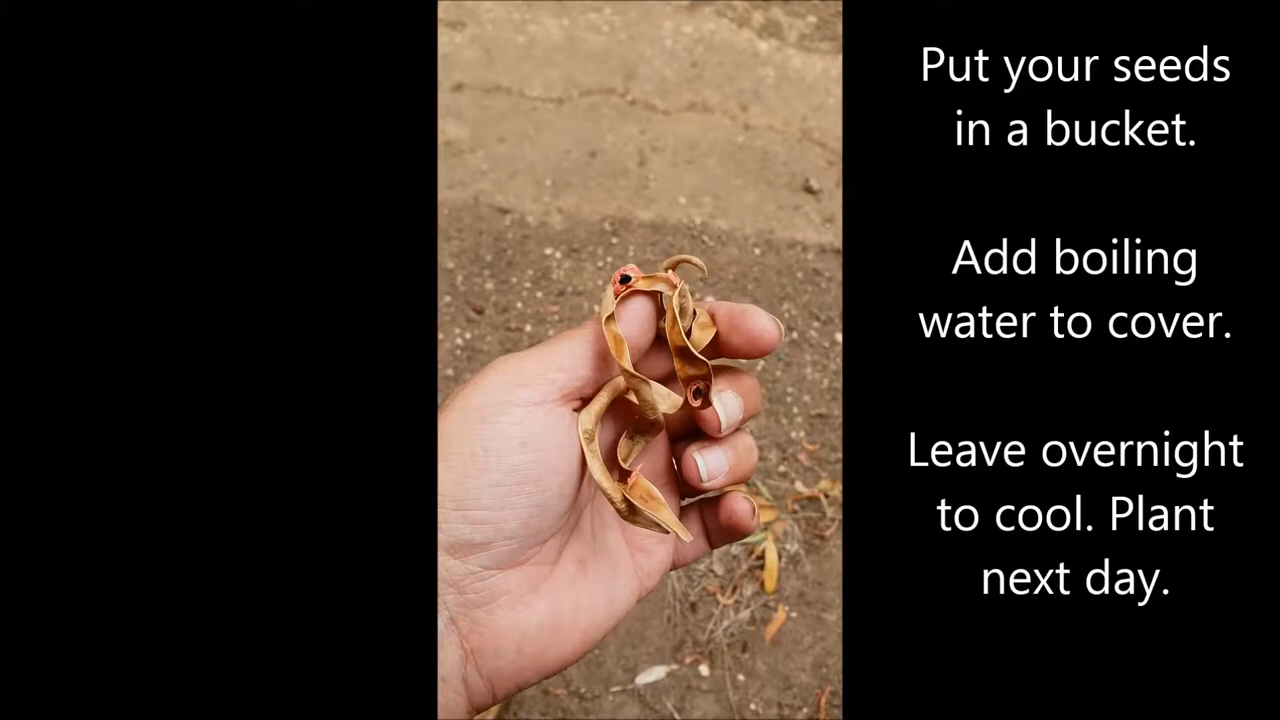 Put your seeds
in a bucket.
Add boiling
water to cover.
Leave overnight
to cool. Plant
next day.